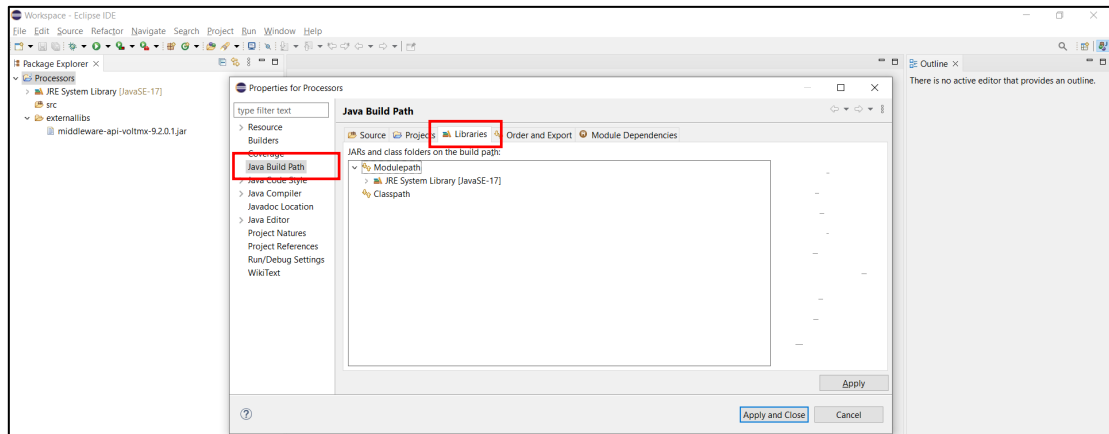 Workspace - Eclipse IDE
File Edit Source Refactor Navigate Search Project Run Window Help
Package Explorer
Processors
JRE System Library [JavaSE-17]
src
externallibs
middleware-api-voltmx-9.2.0.1.jar
Properties for Processors
type filter text
Resource
Builders
Coverage
Java Build Path
Java Code Style
Java Compiler
Javadoc Location
Java Editor
Project Natures
Project References
Run/Debug Settings
WikiText
Java Build Path
Source Projects Libraries Order and Export Module Dependencies
JARs and class folders on the build path:
Modulepath
JRE System Library [JavaSE-17]
Classpath
Apply
Apply and Close Cancel
Outline
There is no active editor that provides an outline.